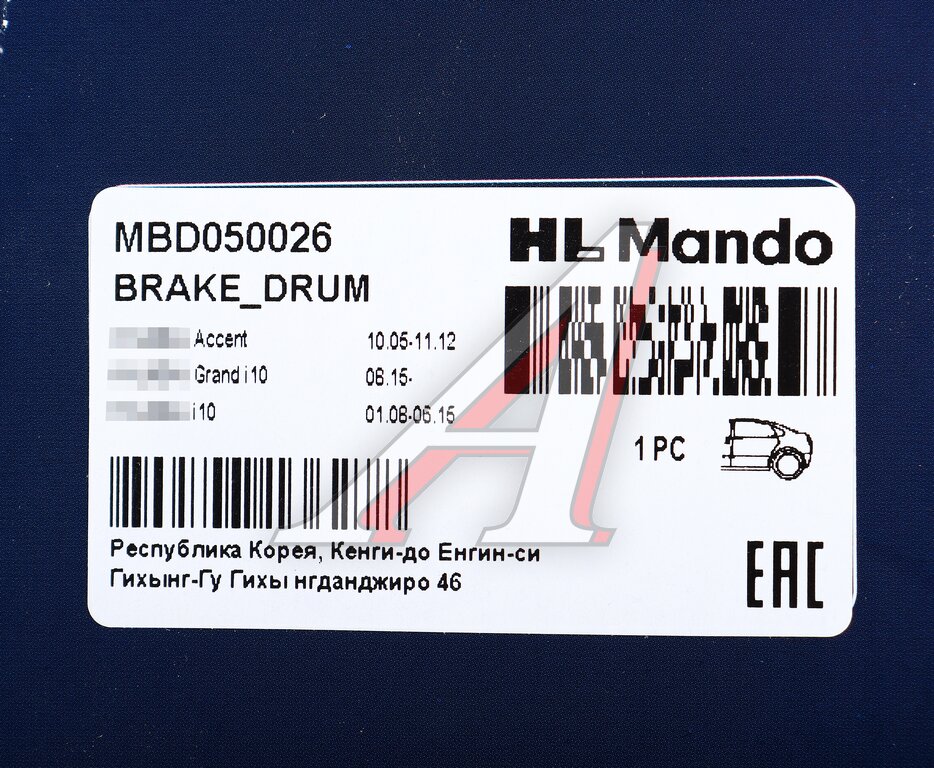 MBD050026
HL Mando
BRAKE_DRUM
Accent 10.05-11.12
Grand i10 06.15-
i10 01.08-06.15
1 PC
Республика Корея, Кенги-до Енгин-си
Гихынг-Гу Гихы нгданджиро 46
EAC